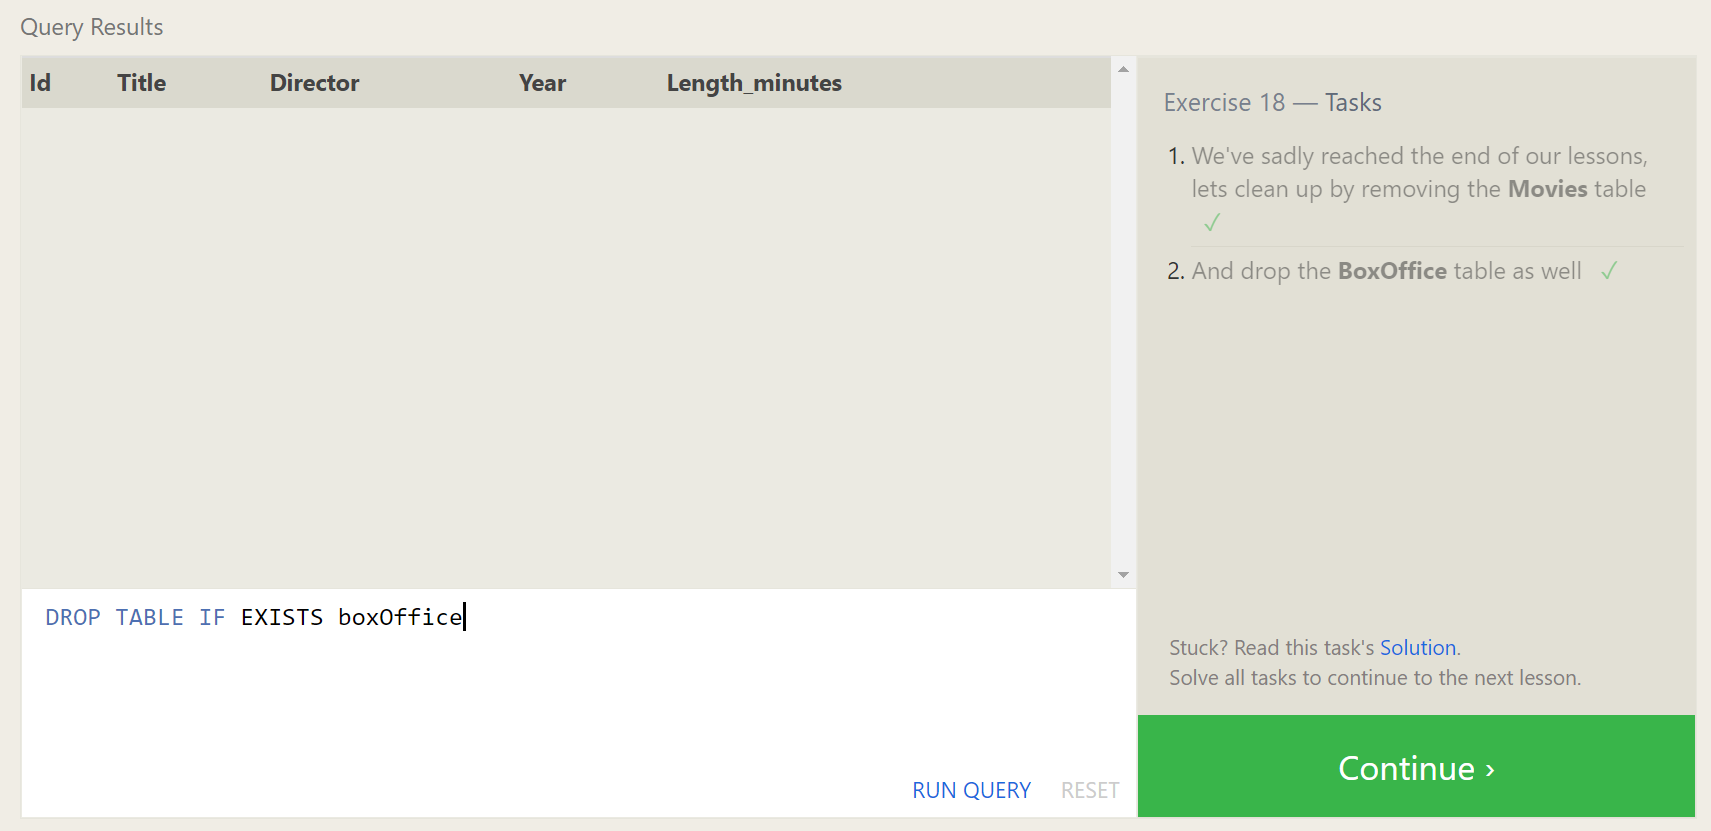 Query Results
Id Title Director Year Length_minutes
DROP TABLE IF EXISTS boxOffice
RUN QUERY RESET
Exercise 18 — Tasks
1. We've sadly reached the end of our lessons,
lets clean up by removing the Movies table
✓
2. And drop the BoxOffice table as well ✓
Stuck? Read this task's Solution.
Solve all tasks to continue to the next lesson.
Continue ›